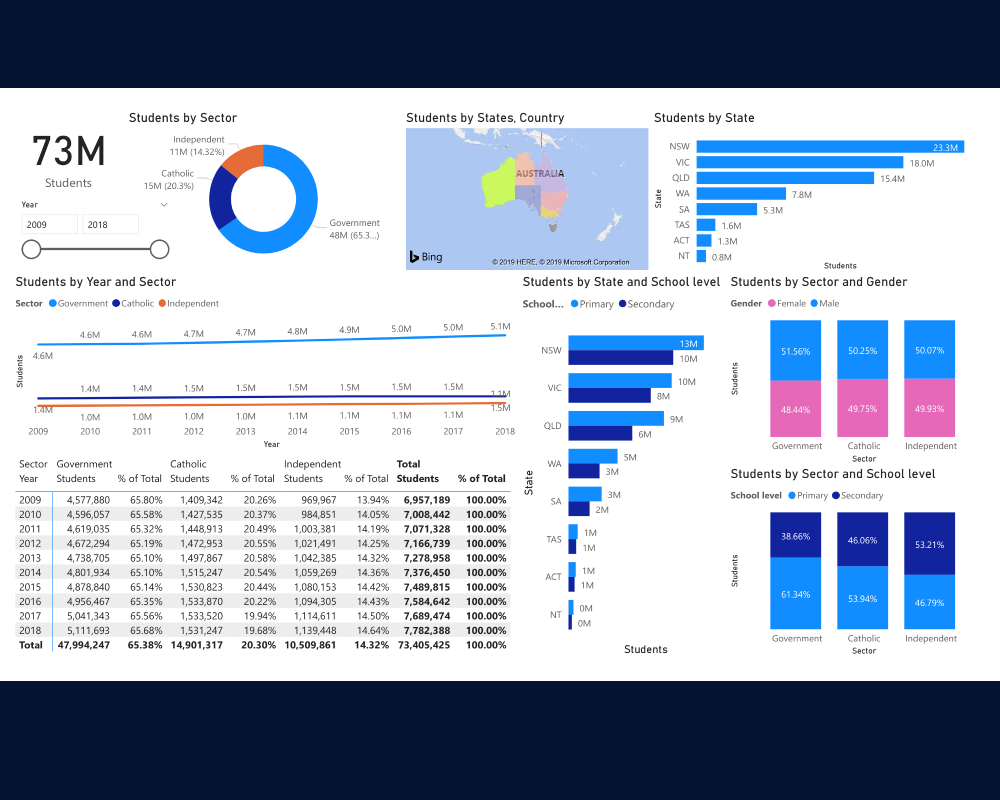 Students by Sector
73M
Students
Year
2009 2018
Independent
11M (14.32%)
Catholic
15M (20.3%)
Government
48M (65.3...)
Students by States, Country
AUSTRALIA
Bing
© 2019 HERE, © 2019 Microsoft Corporation
Students by State
State
NSW 23.3M
VIC 18.0M
QLD 15.4M
WA 7.8M
SA 5.3M
TAS 1.6M
ACT 1.3M
NT 0.8M
Students
Students by Year and Sector
Sector Government Catholic Independent
Students
4.6M 4.6M 4.6M 4.7M 4.7M 4.8M 4.9M 5.0M 5.0M 5.1M
1.4M 1.4M 1.4M 1.5M 1.5M 1.5M 1.5M 1.5M 1.5M 1.1M
1.0M 1.0M 1.1M 1.1M 1.1M 1.1M 1.1M 1.1M 1.5M
2009 2010 2011 2012 2013 2014 2015 2016 2017 2018
Year
Sector Government Catholic Independent Total
Year Students % of Total Students % of Total Students % of Total Students % of Total
2009 4,577,880 65.80% 1,409,342 20.26% 969,967 13.94% 6,957,189 100.00%
2010 4,596,057 65.58% 1,427,535 20.37% 984,851 14.05% 7,008,442 100.00%
2011 4,619,035 65.32% 1,448,913 20.49% 1,003,381 14.19% 7,071,328 100.00%
2012 4,672,294 65.19% 1,472,953 20.55% 1,021,491 14.25% 7,166,739 100.00%
2013 4,738,705 65.10% 1,497,867 20.58% 1,042,385 14.32% 7,278,958 100.00%
2014 4,801,934 65.10% 1,515,247 20.54% 1,059,269 14.36% 7,376,450 100.00%
2015 4,878,840 65.14% 1,530,823 20.44% 1,080,152 14.42% 7,489,815 100.00%
2016 4,956,467 65.35% 1,533,870 20.22% 1,094,305 14.43% 7,584,642 100.00%
2017 5,041,343 65.56% 1,533,520 19.94% 1,114,611 14.50% 7,689,474 100.00%
2018 5,111,693 65.68% 1,531,247 19.68% 1,139,448 14.64% 7,782,388 100.00%
Total 47,994,247 65.38% 14,901,317 20.30% 10,509,861 14.32% 73,405,425 100.00%
Students by State and School level
School... Primary Secondary
State
NSW 13M
10M
VIC 10M
8M
QLD 9M
6M
WA 5M
3M
SA 3M
2M
TAS 1M
1M
ACT 1M
1M
NT 0M
0M
Students
Students by Sector and Gender
Gender Female Male
Students
51.56% 50.25% 50.07%
48.44% 49.75% 49.93%
Government Catholic Independent
Sector
Students by Sector and School level
School level Primary Secondary
Students
38.66% 46.06% 53.21%
61.34% 53.94% 46.79%
Government Catholic Independent
Sector